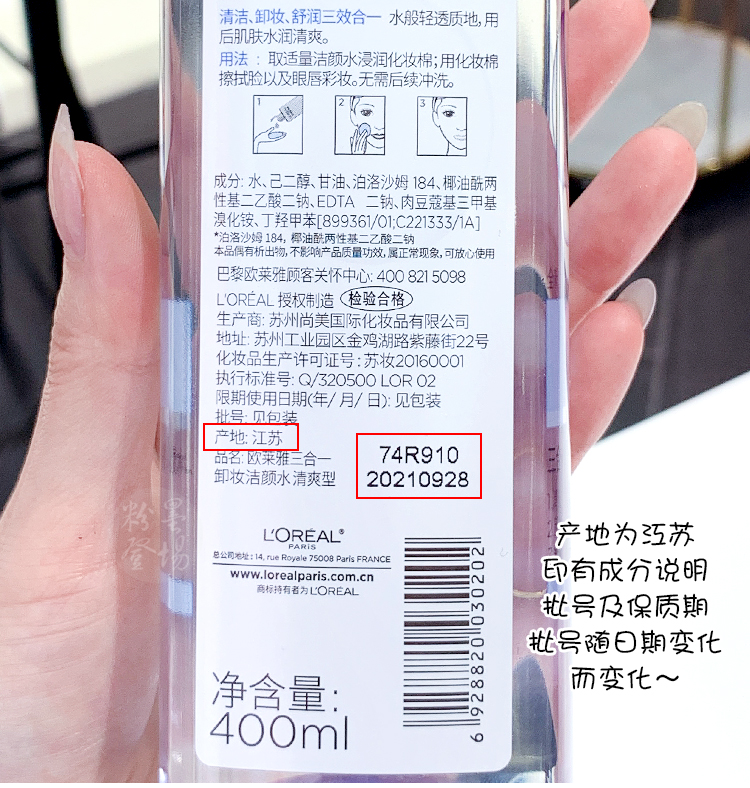 清洁、卸妆、舒润三效合一 水般轻透质地,用
后肌肤水润清爽。
用法：取适量洁颜水浸润化妆棉；用化妆棉
擦拭脸以及眼唇彩妆。无需后续冲洗。
1
2
3
成分: 水、己二醇、甘油、泊洛沙姆 184、椰油酰两
性基二乙酸二钠、EDTA 二钠、肉豆蔻基三甲基
溴化铵、丁羟甲苯[899361/01;C221333/1A]
*泊洛沙姆 184, 椰油酰两性基二乙酸二钠
本品偶有析出物, 不影响产品质量功效, 属正常现象, 可放心使用
巴黎欧莱雅顾客关怀中心: 400 821 5098
L'ORÉAL 授权制造 检验合格
生产商: 苏州尚美国际化妆品有限公司
地址: 苏州工业园区金鸡湖路紫藤街22号
化妆品生产许可证号: 苏妆20160001
执行标准号: Q/320500 LOR 02
限期使用日期(年/月/日): 见包装
批号: 见包装
产地: 江苏
品名: 欧莱雅三合一
卸妆洁颜水清爽型
74R910
20210928
L'ORÉAL®
PARIS
总公司地址: 14, rue Royale 75008 Paris FRANCE
www.lorealparis.com.cn
商标持有者为 L'ORÉAL
净含量:
400ml
6 928820 030202
产地为江苏
印有成分说明
批号及保质期
批号随日期变化
而变化～
粉墨
登場